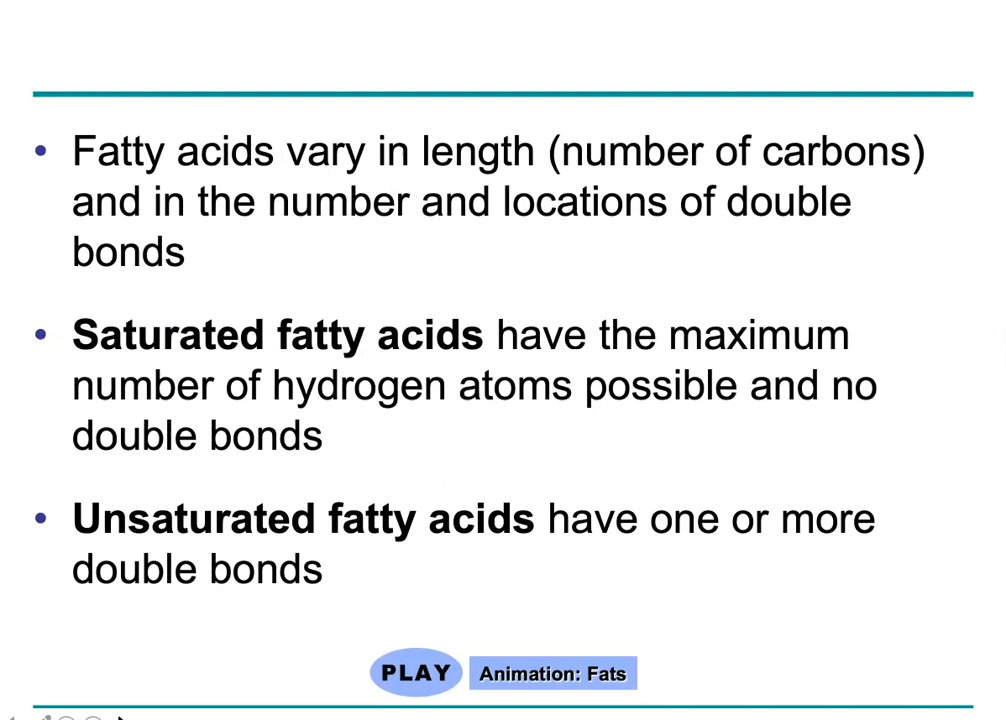 • Fatty acids vary in length (number of carbons)
and in the number and locations of double
bonds
• Saturated fatty acids have the maximum
number of hydrogen atoms possible and no
double bonds
• Unsaturated fatty acids have one or more
double bonds
PLAY Animation: Fats